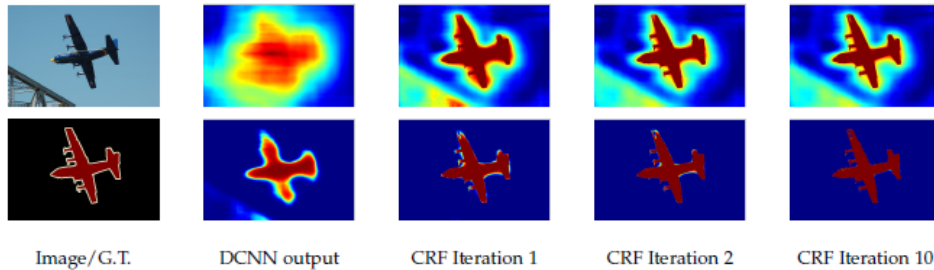 Image/G.T.
DCNN output
CRF Iteration 1
CRF Iteration 2
CRF Iteration 10